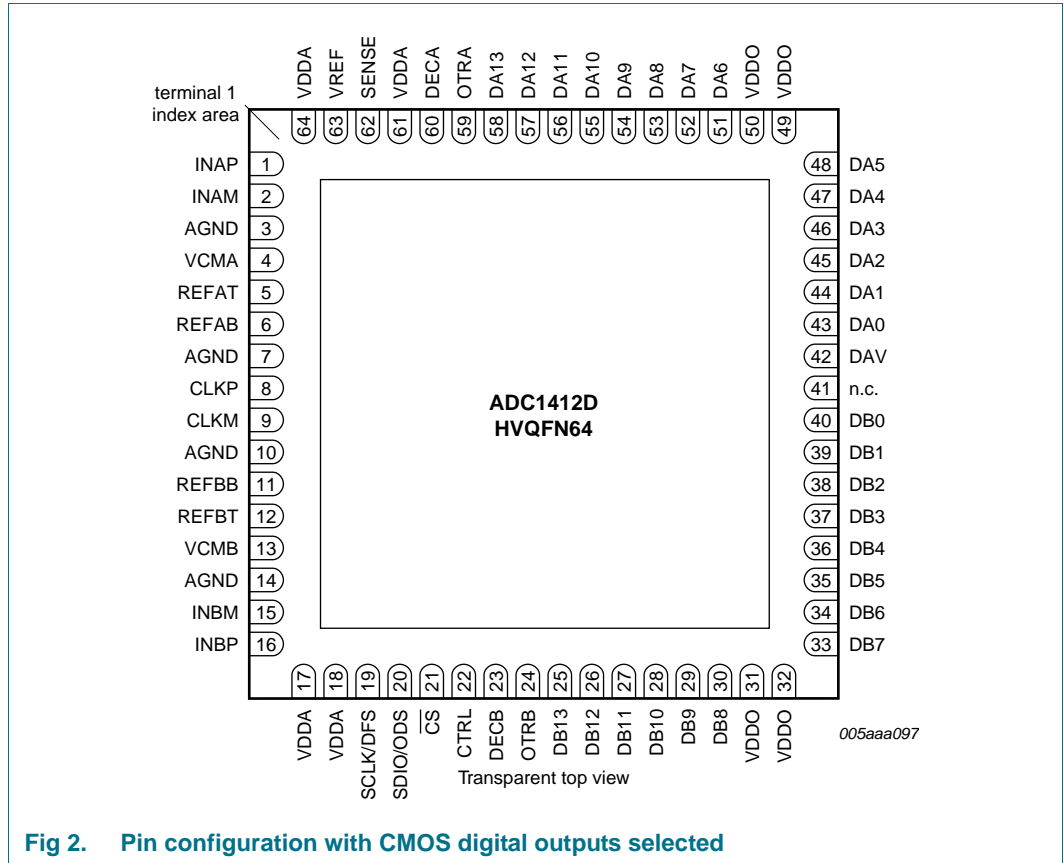 VDDA VREF SENSE VDDA DECA OTRA DA13 DA12 DA11 DA10 DA9 DA8 DA7 DA6 VDDO VDDO
terminal 1
index area
64 63 62 61 60 59 58 57 56 55 54 53 52 51 50 49
INAP 1 48 DA5
INAM 2 47 DA4
AGND 3 46 DA3
VCMA 4 45 DA2
REFAT 5 44 DA1
REFAB 6 43 DA0
AGND 7 42 DAV
CLKP 8 41 n.c.
ADC1412D
CLKM 9 40 DB0
HVQFN64
AGND 10 39 DB1
REFBB 11 38 DB2
REFBT 12 37 DB3
VCMB 13 36 DB4
AGND 14 35 DB5
INBM 15 34 DB6
INBP 16 33 DB7
17 18 19 20 21 22 23 24 25 26 27 28 29 30 31 32
VDDA VDDA SCLK/DFS SDIO/ODS CS CTRL DECB OTRB DB13 DB12 DB11 DB10 DB9 DB8 VDDO VDDO
005aaa097
Transparent top view
Fig 2. Pin configuration with CMOS digital outputs selected